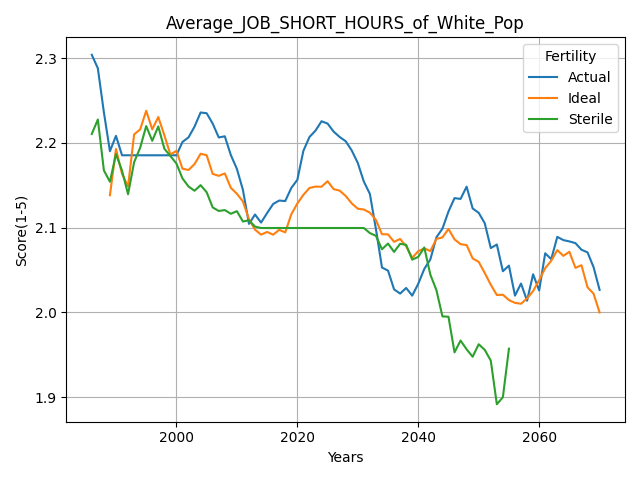 Average_JOB_SHORT_HOURS_of_White_Pop
Fertility
Actual
Ideal
Sterile
Score(1-5)
2.3
2.2
2.1
2.0
1.9
2000 2020 2040 2060
Years